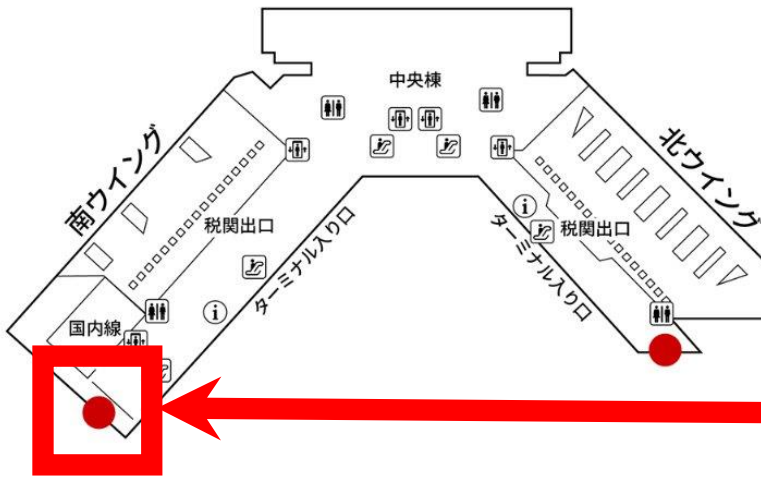 中央棟
南ウイング
北ウイング
税関出口
ターミナル入り口
i
ターミナル入り口
i
税関出口
国内線